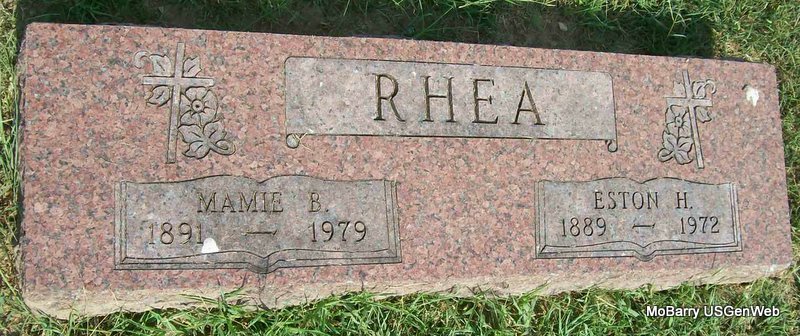 RHEA
MAMIE B.
1891 — 1979
ESTON H.
1889 — 1972
MoBarry USGenWeb